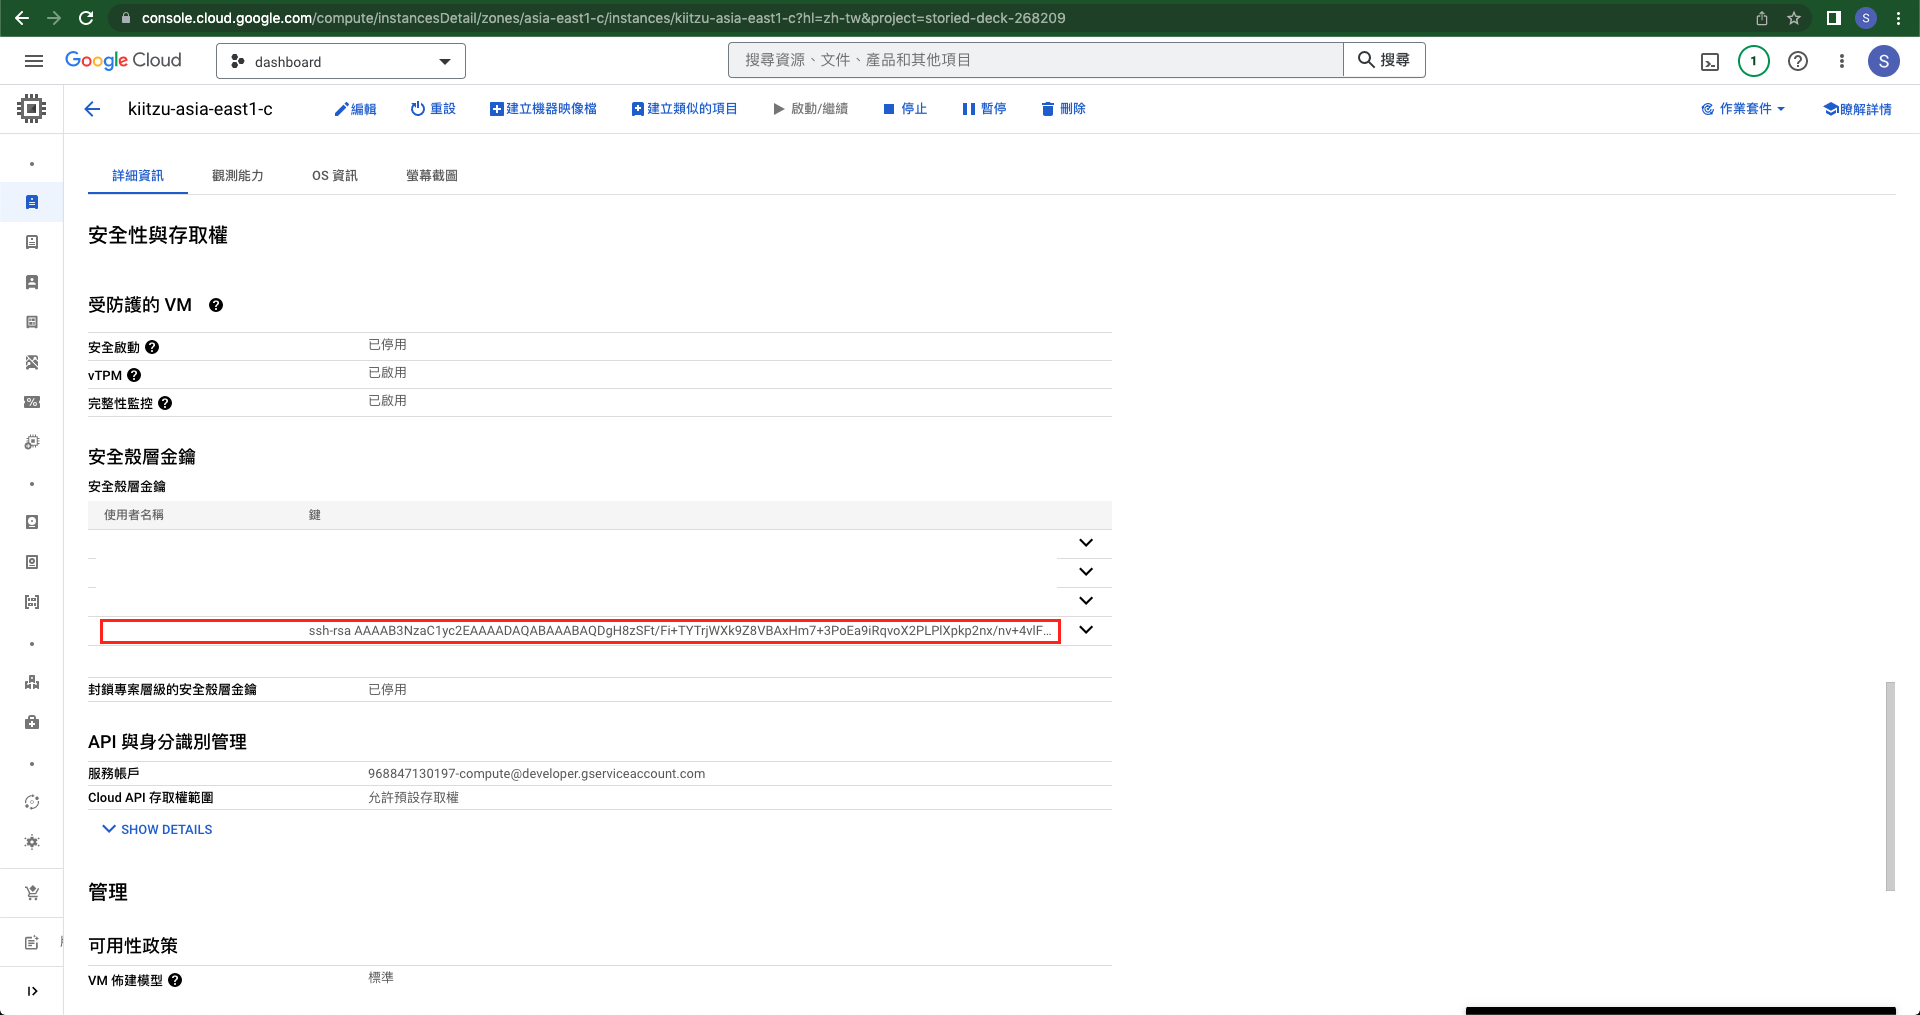 console.cloud.google.com/compute/instancesDetail/zones/asia-east1-c/instances/kiitzu-asia-east1-c?hl=zh-tw&project=storied-deck-268209
S
Google Cloud
dashboard
搜尋資源、文件、產品和其他項目
搜尋
1
S
kiitzu-asia-east1-c
編輯
重設
建立機器映像檔
建立類似的項目
啟動/繼續
停止
暫停
刪除
作業套件
瞭解詳情
詳細資訊
觀測能力
OS 資訊
螢幕截圖
安全性與存取權
受防護的 VM
安全啟動 已停用
vTPM 已啟用
完整性監控 已啟用
安全殼層金鑰
安全殼層金鑰
使用者名稱 鍵
ssh-rsa AAAAB3NzaC1yc2EAAAADAQABAAABAQDgH8zSFt/Fi+TYTrjWXk9Z8VBAxHm7+3PoEa9iRqvoX2PLPlXpkp2nx/nv+4vlF...
封鎖專案層級的安全殼層金鑰 已停用
API 與身分識別管理
服務帳戶 968847130197-compute@developer.gserviceaccount.com
Cloud API 存取權範圍 允許預設存取權
SHOW DETAILS
管理
可用性政策
VM 佈建模型 標準